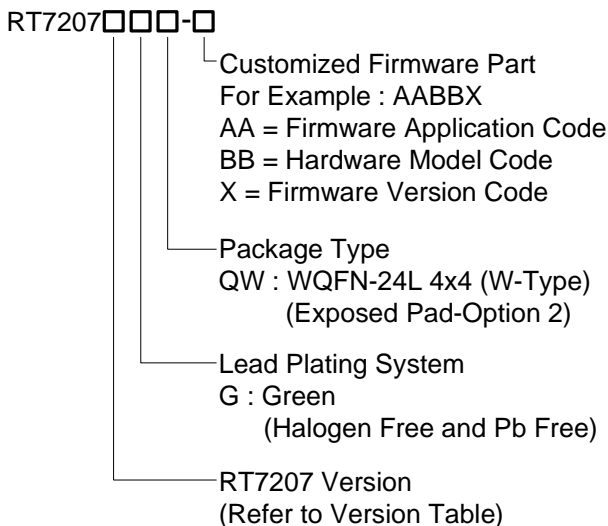 RT7207□□□-□
Customized Firmware Part
For Example : AABBX
AA = Firmware Application Code
BB = Hardware Model Code
X = Firmware Version Code
Package Type
QW : WQFN-24L 4x4 (W-Type)
(Exposed Pad-Option 2)
Lead Plating System
G : Green
(Halogen Free and Pb Free)
RT7207 Version
(Refer to Version Table)